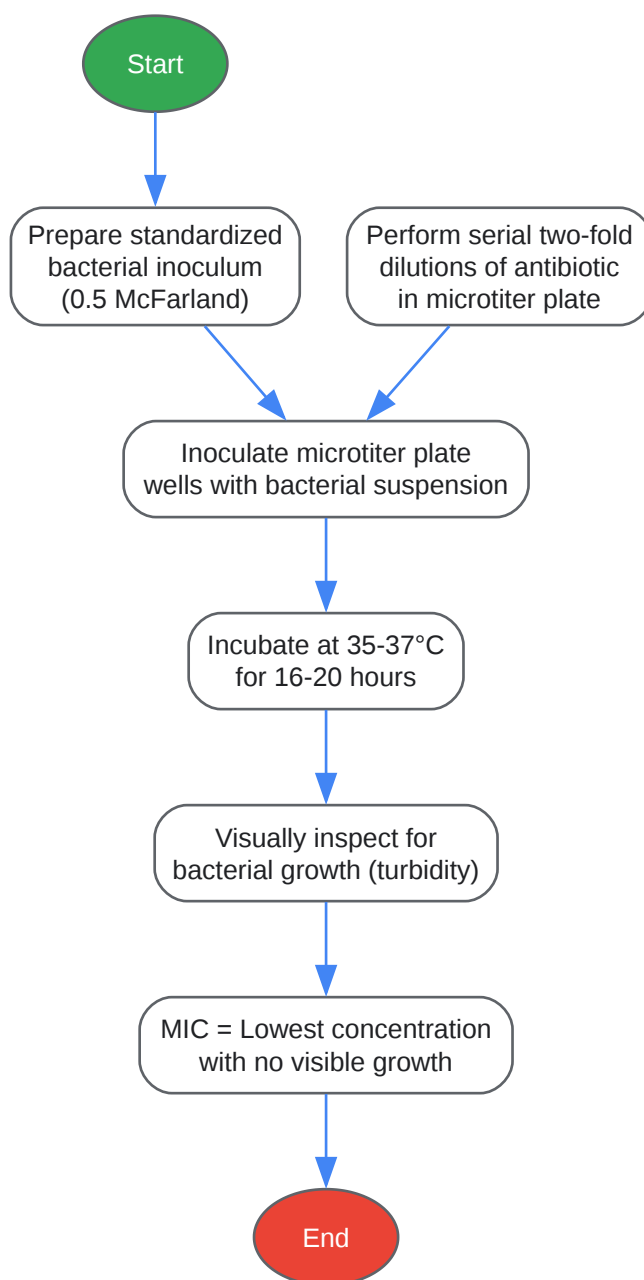 Start
Prepare standardized
bacterial inoculum
(0.5 McFarland)
Perform serial two-fold
dilutions of antibiotic
in microtiter plate
Inoculate microtiter plate
wells with bacterial suspension
Incubate at 35-37°C
for 16-20 hours
Visually inspect for
bacterial growth (turbidity)
MIC = Lowest concentration
with no visible growth
End